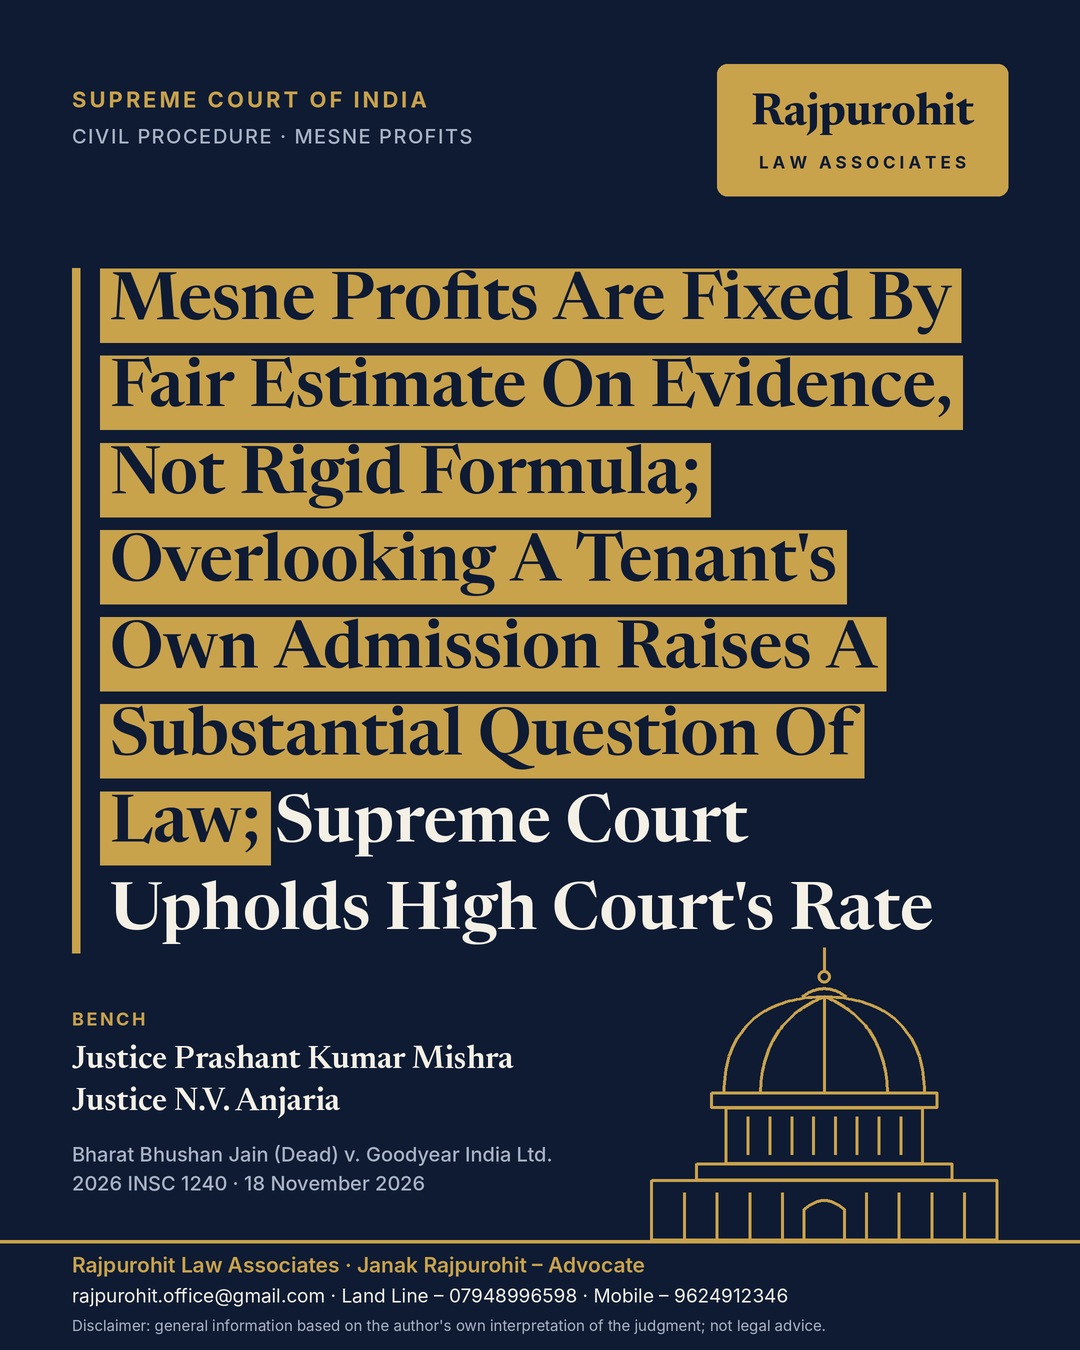 SUPREME COURT OF INDIA
CIVIL PROCEDURE · MESNE PROFITS
Rajpurohit
LAW ASSOCIATES
Mesne Profits Are Fixed By
Fair Estimate On Evidence,
Not Rigid Formula;
Overlooking A Tenant's
Own Admission Raises A
Substantial Question Of
Law; Supreme Court
Upholds High Court's Rate
BENCH
Justice Prashant Kumar Mishra
Justice N.V. Anjaria
Bharat Bhushan Jain (Dead) v. Goodyear India Ltd.
2026 INSC 1240 · 18 November 2026
Rajpurohit Law Associates · Janak Rajpurohit – Advocate
rajpurohit.office@gmail.com · Land Line – 07948996598 · Mobile – 9624912346
Disclaimer: general information based on the author's own interpretation of the judgment; not legal advice.